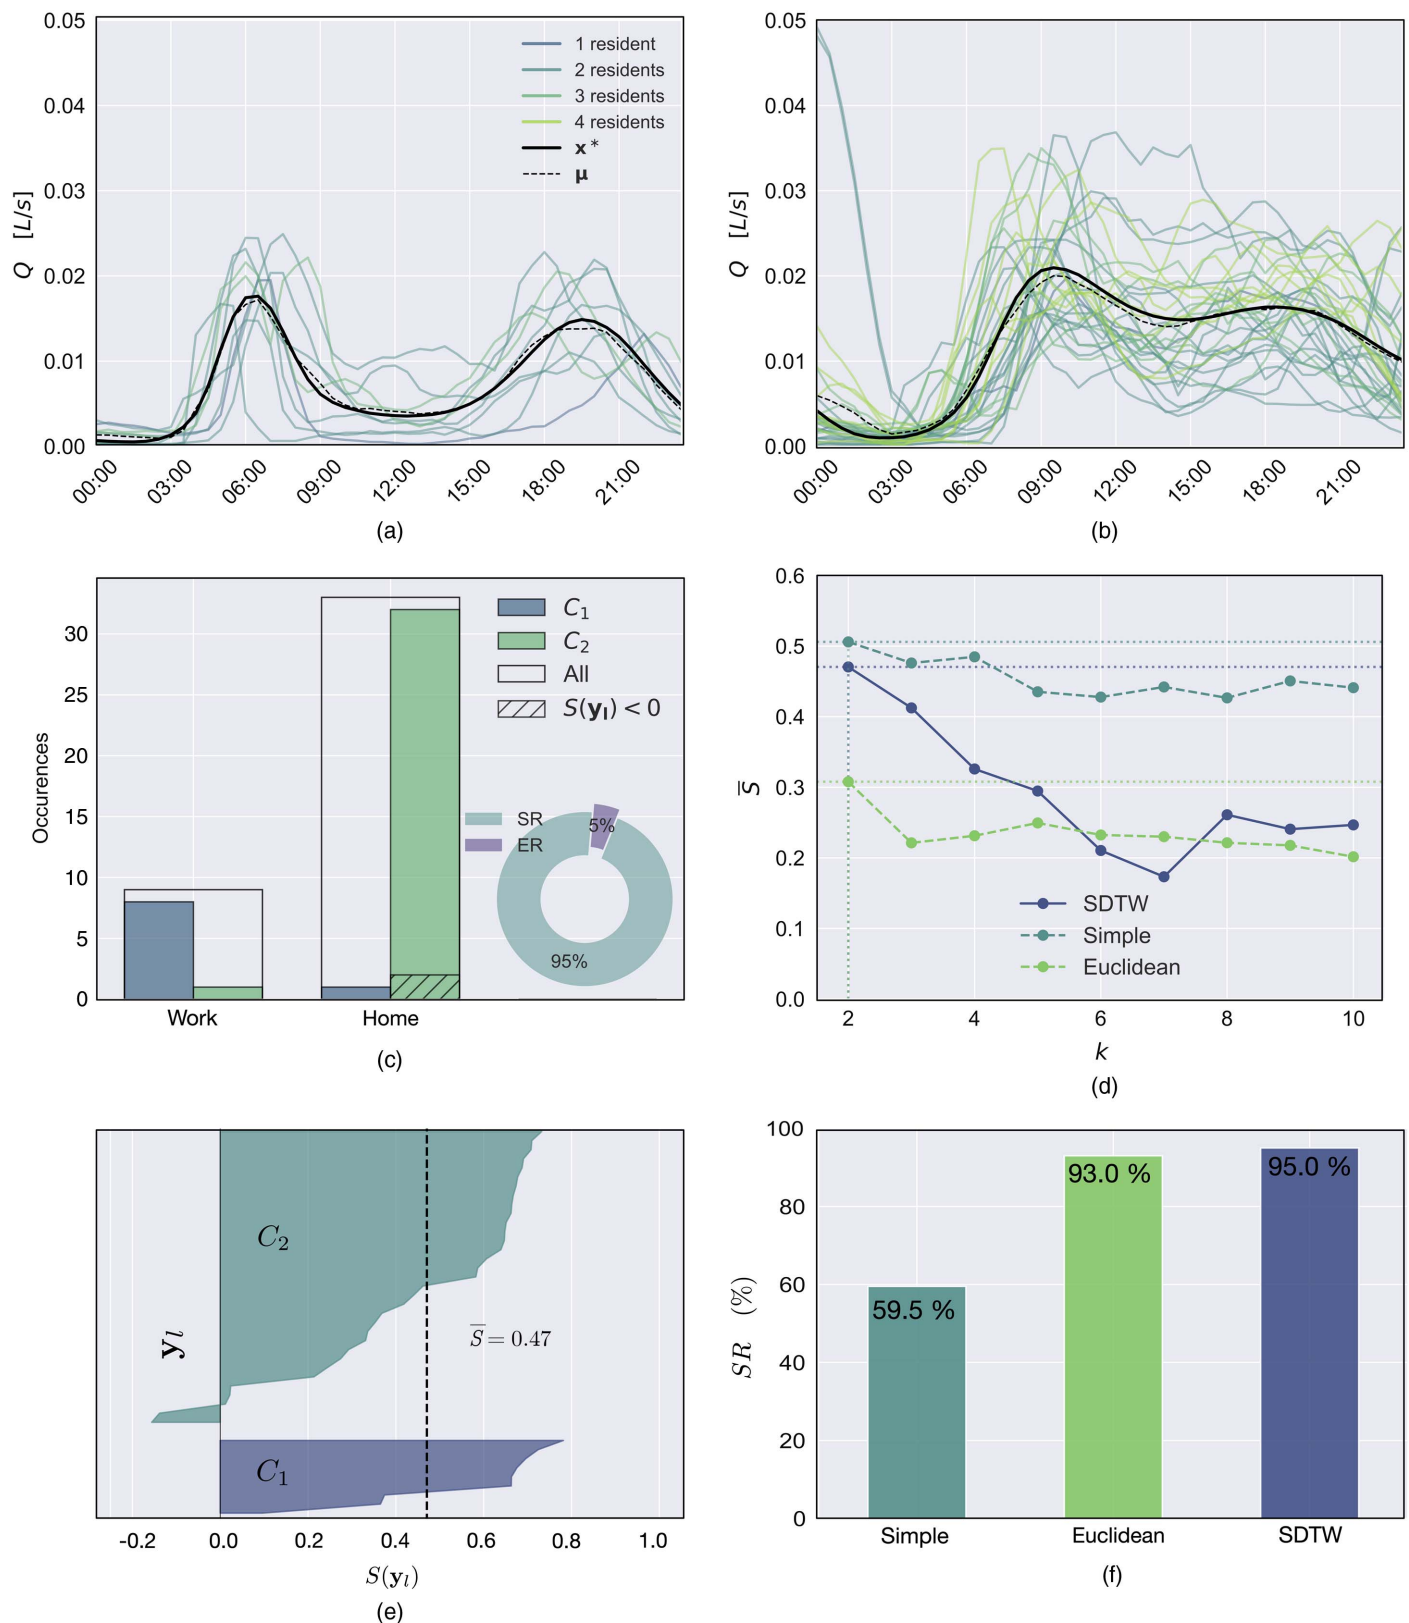 0.05
0.04
0.03
0.02
0.01
0.00
Q [L/s]
1 resident
2 residents
3 residents
4 residents
x*
μ
00:00 03:00 06:00 09:00 12:00 15:00 18:00 21:00
(a)
0.05
0.04
0.03
0.02
0.01
0.00
Q [L/s]
00:00 03:00 06:00 09:00 12:00 15:00 18:00 21:00
(b)
30
25
20
15
10
5
0
Occurences
C₁
C₂
All
S(yₗ) < 0
SR
ER
5%
95%
Work Home
(c)
0.6
0.5
0.4
0.3
0.2
0.1
0.0
S̅
SDTW
Simple
Euclidean
2 4 6 8 10
k
(d)
yₗ
C₂
S̅ = 0.47
C₁
-0.2 0.0 0.2 0.4 0.6 0.8 1.0
S(yₗ)
(e)
100
80
60
40
20
0
SR (%)
59.5 %
93.0 %
95.0 %
Simple Euclidean SDTW
(f)